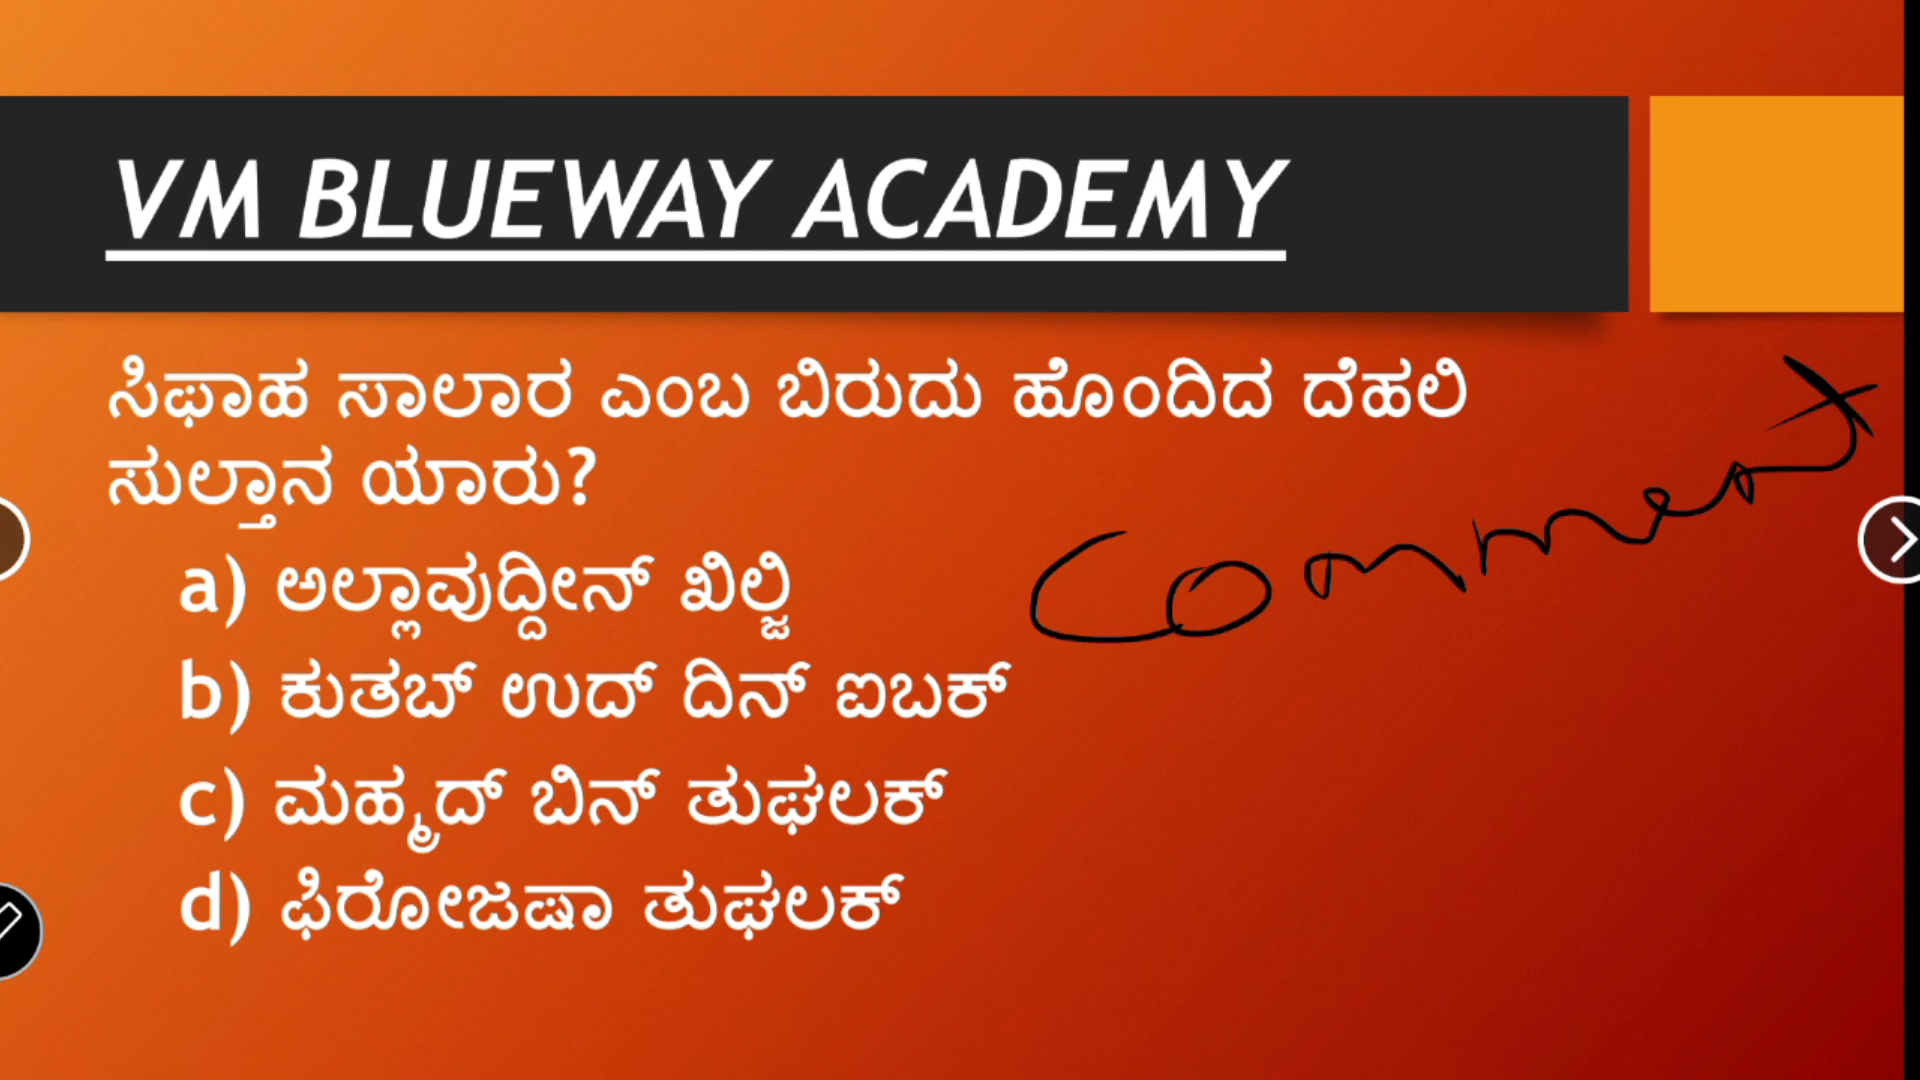 VM BLUEWAY ACADEMY
ಸಿಫಾಹ ಸಾಲಾರ ಎಂಬ ಬಿರುದು ಹೊಂದಿದ ದೆಹಲಿ
ಸುಲ್ತಾನ ಯಾರು?
a) ಅಲ್ಲಾವುದ್ದೀನ್ ಖಿಲ್ಜಿ
b) ಕುತಬ್ ಉದ್ ದಿನ್ ಐಬಕ್
c) ಮಹ್ಮದ್ ಬಿನ್ ತುಘಲಕ್
d) ಫಿರೋಜಷಾ ತುಘಲಕ್
Comment